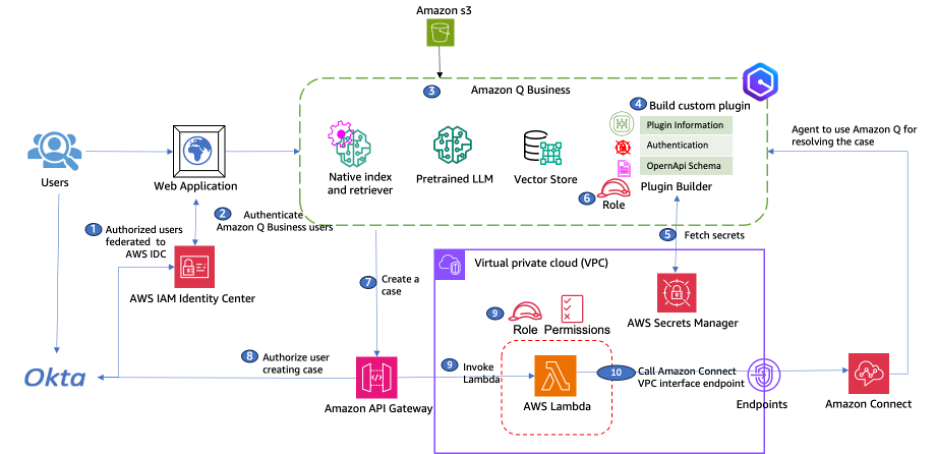 Amazon s3
3
Amazon Q Business
4
Build custom plugin
Plugin Information
Authentication
OpernApi Schema
Plugin Builder
Agent to use Amazon Q for
resolving the case
Users
Web Application
Native index
and retriever
Pretrained LLM
Vector Store
6
Role
1
Authorized users
federated to
AWS IDC
2
Authenticate
Amazon Q Business users
5
Fetch secrets
AWS IAM Identity Center
7
Create a
case
Virtual private cloud (VPC)
9
Role
Permissions
AWS Secrets Manager
Okta
8
Authorize user
creating case
Amazon API Gateway
9
Invoke
Lambda
AWS Lambda
10
Call Amazon Connect
VPC interface endpoint
Endpoints
Amazon Connect